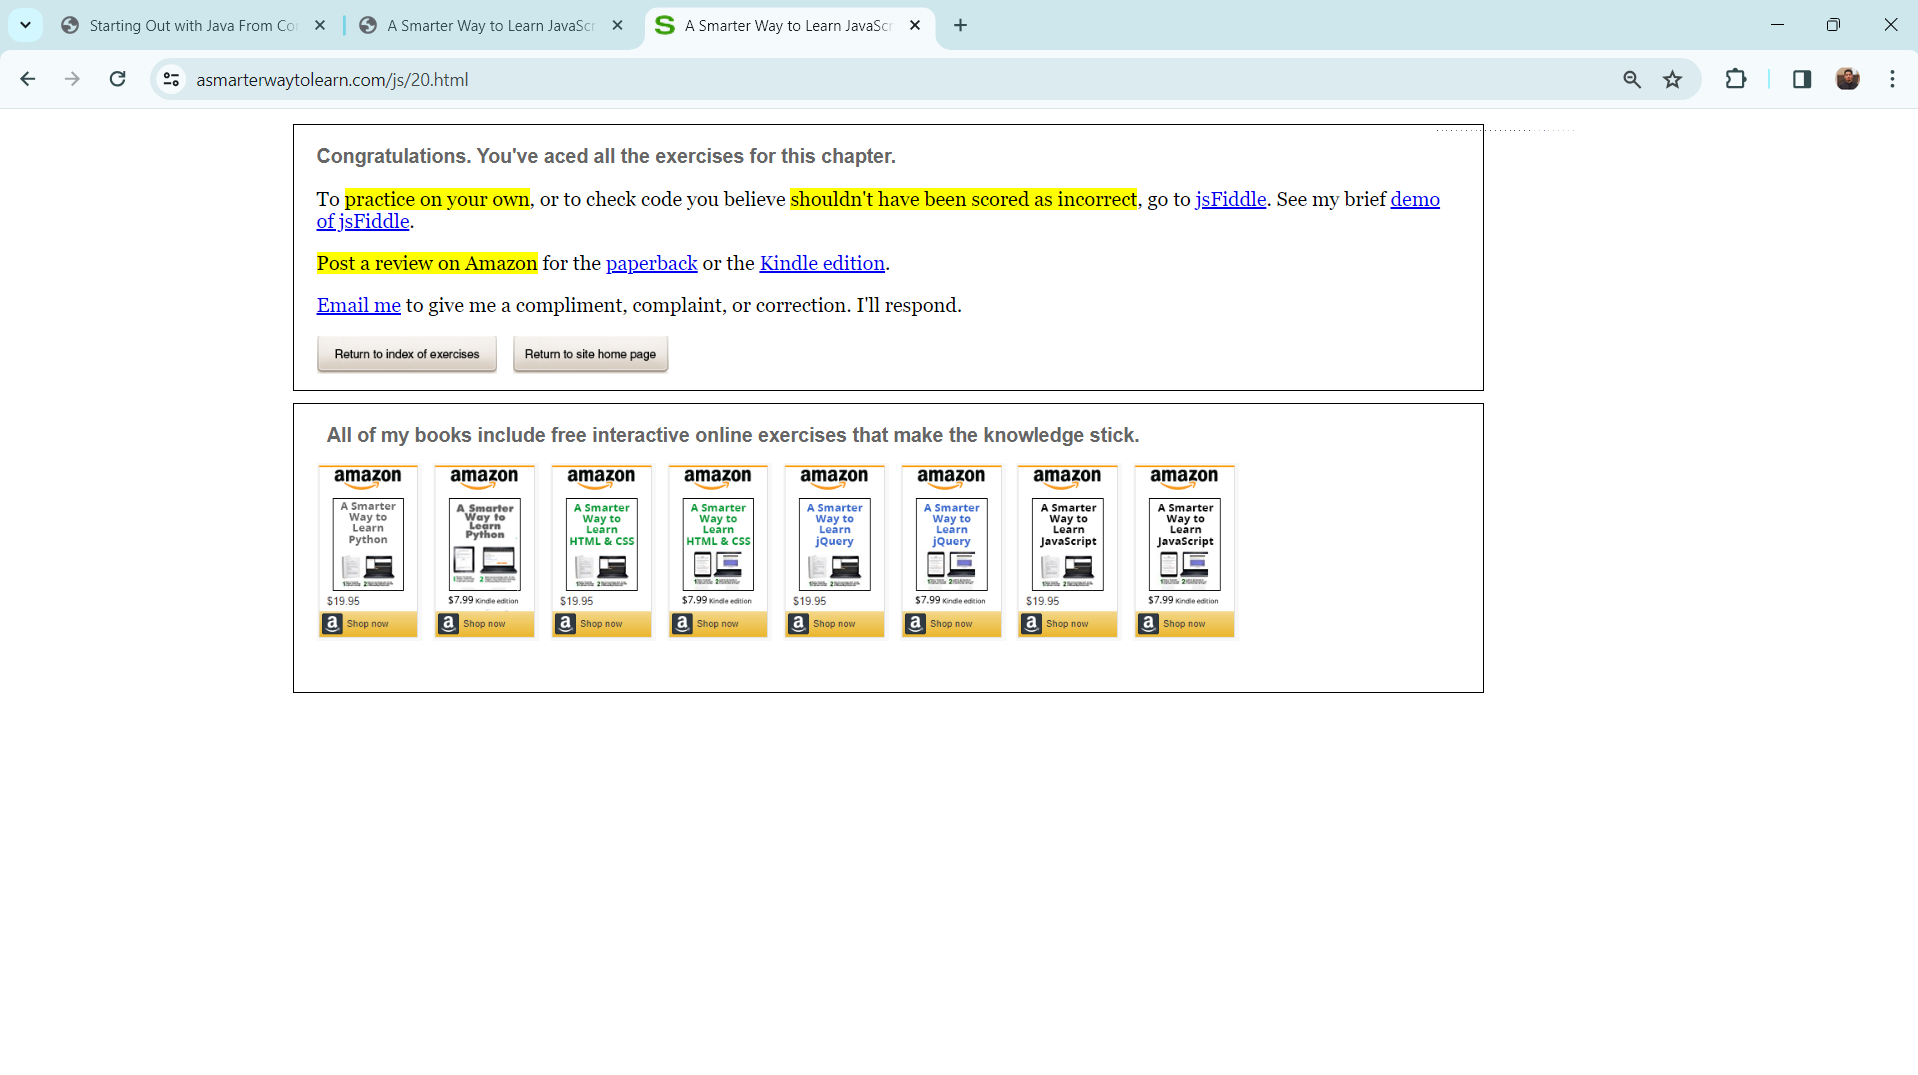 Starting Out with Java From Co
A Smarter Way to Learn JavaScr
A Smarter Way to Learn JavaScr
asmarterwaytolearn.com/js/20.html
Congratulations. You've aced all the exercises for this chapter.
To practice on your own, or to check code you believe shouldn't have been scored as incorrect, go to jsFiddle. See my brief demo
of jsFiddle.
Post a review on Amazon for the paperback or the Kindle edition.
Email me to give me a compliment, complaint, or correction. I'll respond.
Return to index of exercises
Return to site home page
All of my books include free interactive online exercises that make the knowledge stick.
amazon
A Smarter
Way to
Learn
Python
$19.95
a Shop now
amazon
A Smarter
Way to
Learn
Python
$7.99 Kindle edition
a Shop now
amazon
A Smarter
Way to
Learn
HTML & CSS
$19.95
a Shop now
amazon
A Smarter
Way to
Learn
HTML & CSS
$7.99 Kindle edition
a Shop now
amazon
A Smarter
Way to
Learn
jQuery
$19.95
a Shop now
amazon
A Smarter
Way to
Learn
jQuery
$7.99 Kindle edition
a Shop now
amazon
A Smarter
Way to
Learn
JavaScript
$19.95
a Shop now
amazon
A Smarter
Way to
Learn
JavaScript
$7.99 Kindle edition
a Shop now